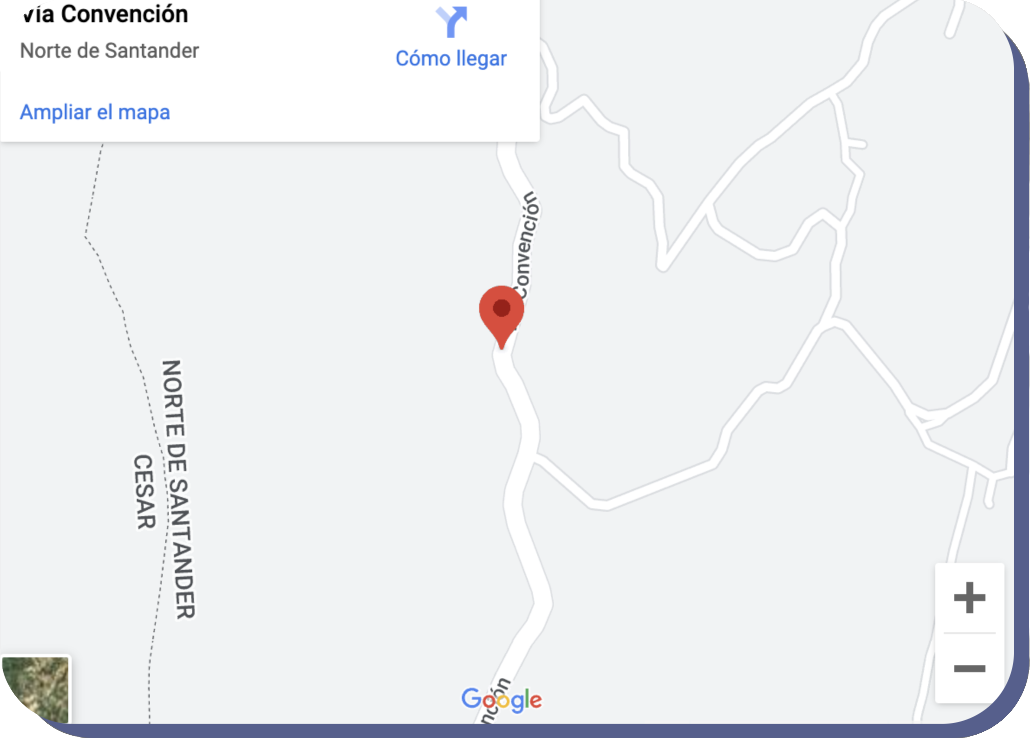 Vía Convención
Norte de Santander
Cómo llegar
Ampliar el mapa
Convención
NORTE DE SANTANDER
CESAR
Google